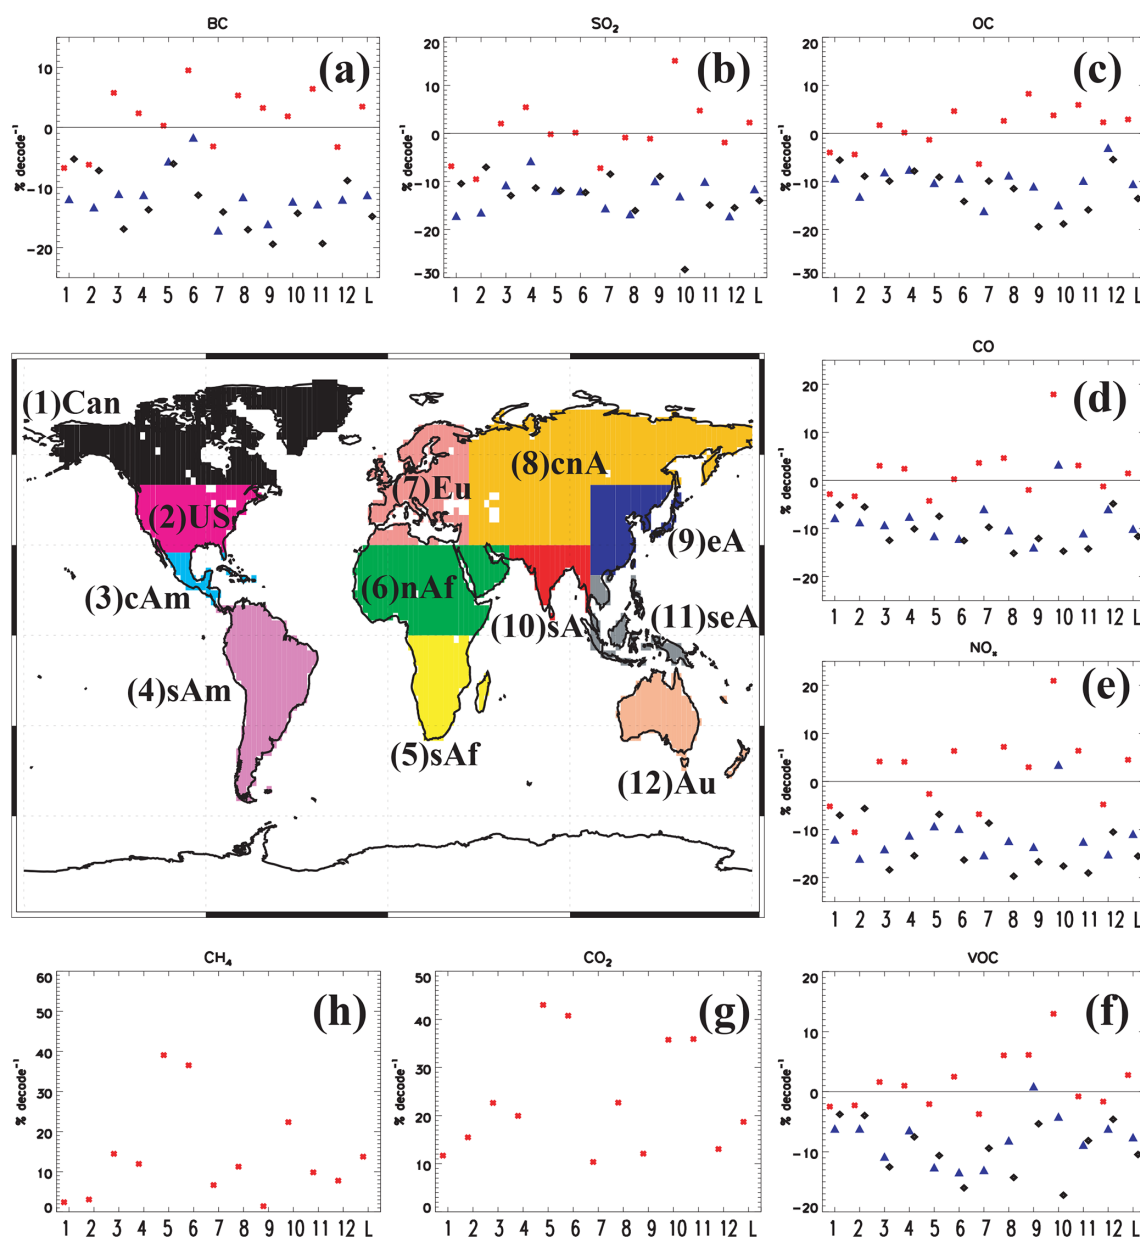 BC
SO₂
OC
(a)
(b)
(c)
% decode⁻¹
% decode⁻¹
% decode⁻¹
10
0
-10
-20
20
10
0
-10
-20
-30
20
10
0
-10
-20
-30
1 2 3 4 5 6 7 8 9 10 11 12 L
1 2 3 4 5 6 7 8 9 10 11 12 L
1 2 3 4 5 6 7 8 9 10 11 12 L
(1)Can
(2)US
(3)cAm
(4)sAm
(5)sAf
(6)nAf
(7)Eu
(8)cnA
(9)eA
(10)sA
(11)seA
(12)Au
CO
(d)
% decode⁻¹
20
10
0
-10
-20
1 2 3 4 5 6 7 8 9 10 11 12 L
NOₓ
(e)
% decode⁻¹
20
10
0
-10
-20
1 2 3 4 5 6 7 8 9 10 11 12 L
CH₄
(h)
% decode⁻¹
60
50
40
30
20
10
0
1 2 3 4 5 6 7 8 9 10 11 12 L
CO₂
(g)
% decode⁻¹
50
40
30
20
10
0
1 2 3 4 5 6 7 8 9 10 11 12 L
VOC
(f)
% decode⁻¹
20
10
0
-10
-20
1 2 3 4 5 6 7 8 9 10 11 12 L